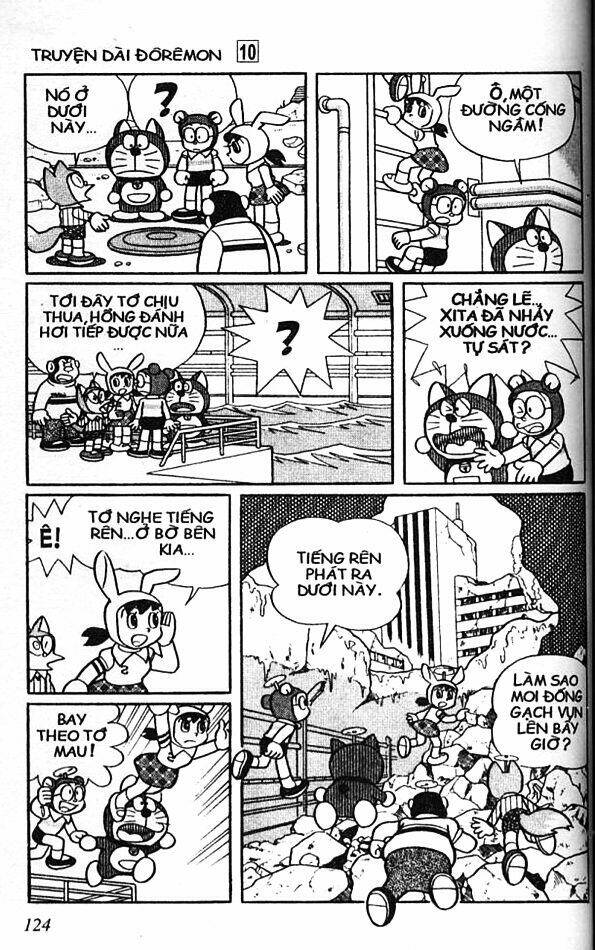 TRUYỆN DÀI ĐÔRÊMON 10
NÓ Ở
DƯỚI
NÀY...
?
Ồ, MỘT
ĐƯỜNG CỐNG
NGẦM!
TỚI ĐÂY TỚ CHỊU
THUA, HỔNG ĐÁNH
HƠI TIẾP ĐƯỢC NỮA
...
?
CHẲNG LẼ...
XITA ĐÃ NHẢY
XUỐNG NƯỚC...
TỰ SÁT?
Ê!
TỚ NGHE TIẾNG
RÊN...Ở BỜ BÊN
KIA...
BAY
THEO TỚ
MAU!
TIẾNG RÊN
PHÁT RA
DƯỚI NÀY.
LÀM SAO
MOI ĐỐNG
GẠCH VỤN
LÊN BÂY
GIỜ?
124